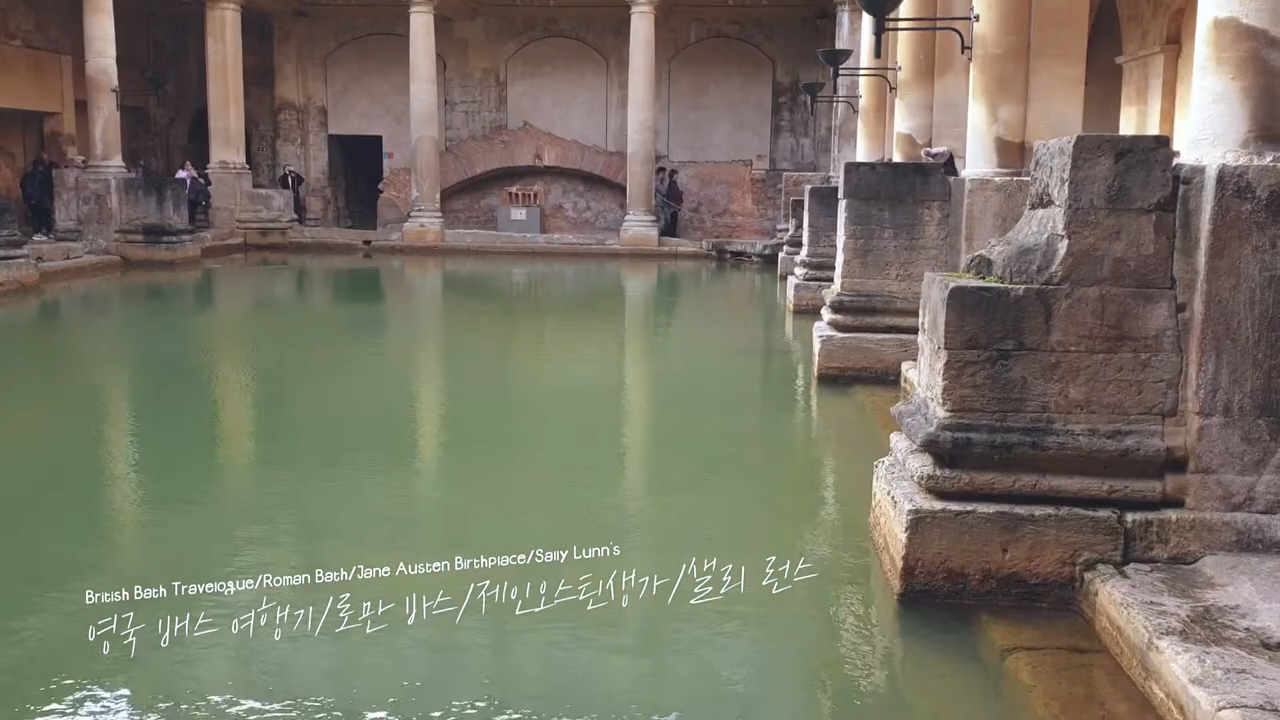 British Bath Travelogue/Roman Bath/Jane Austen Birthplace/Sally Lunn's
영국 배스 여행기/로만 바스/제인오스틴생가/샐리 런스